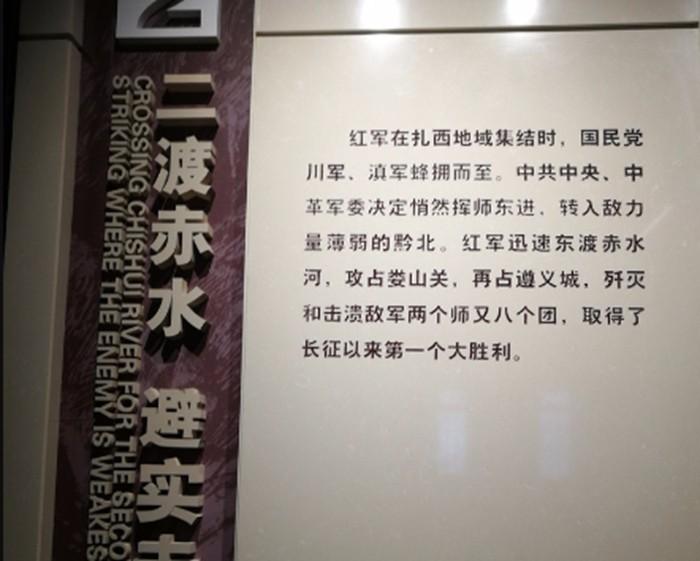 2
二渡赤水 避实
CROSSING CHISHUI RIVER FOR THE SECO
STRIKING WHERE THE ENEMY IS WEAKES
红军在扎西地域集结时，国民党
川军、滇军蜂拥而至。中共中央、中
革军委决定悄然挥师东进，转入敌力
量薄弱的黔北。红军迅速东渡赤水
河，攻占娄山关，再占遵义城，歼灭
和击溃敌军两个师又八个团，取得了
长征以来第一个大胜利。